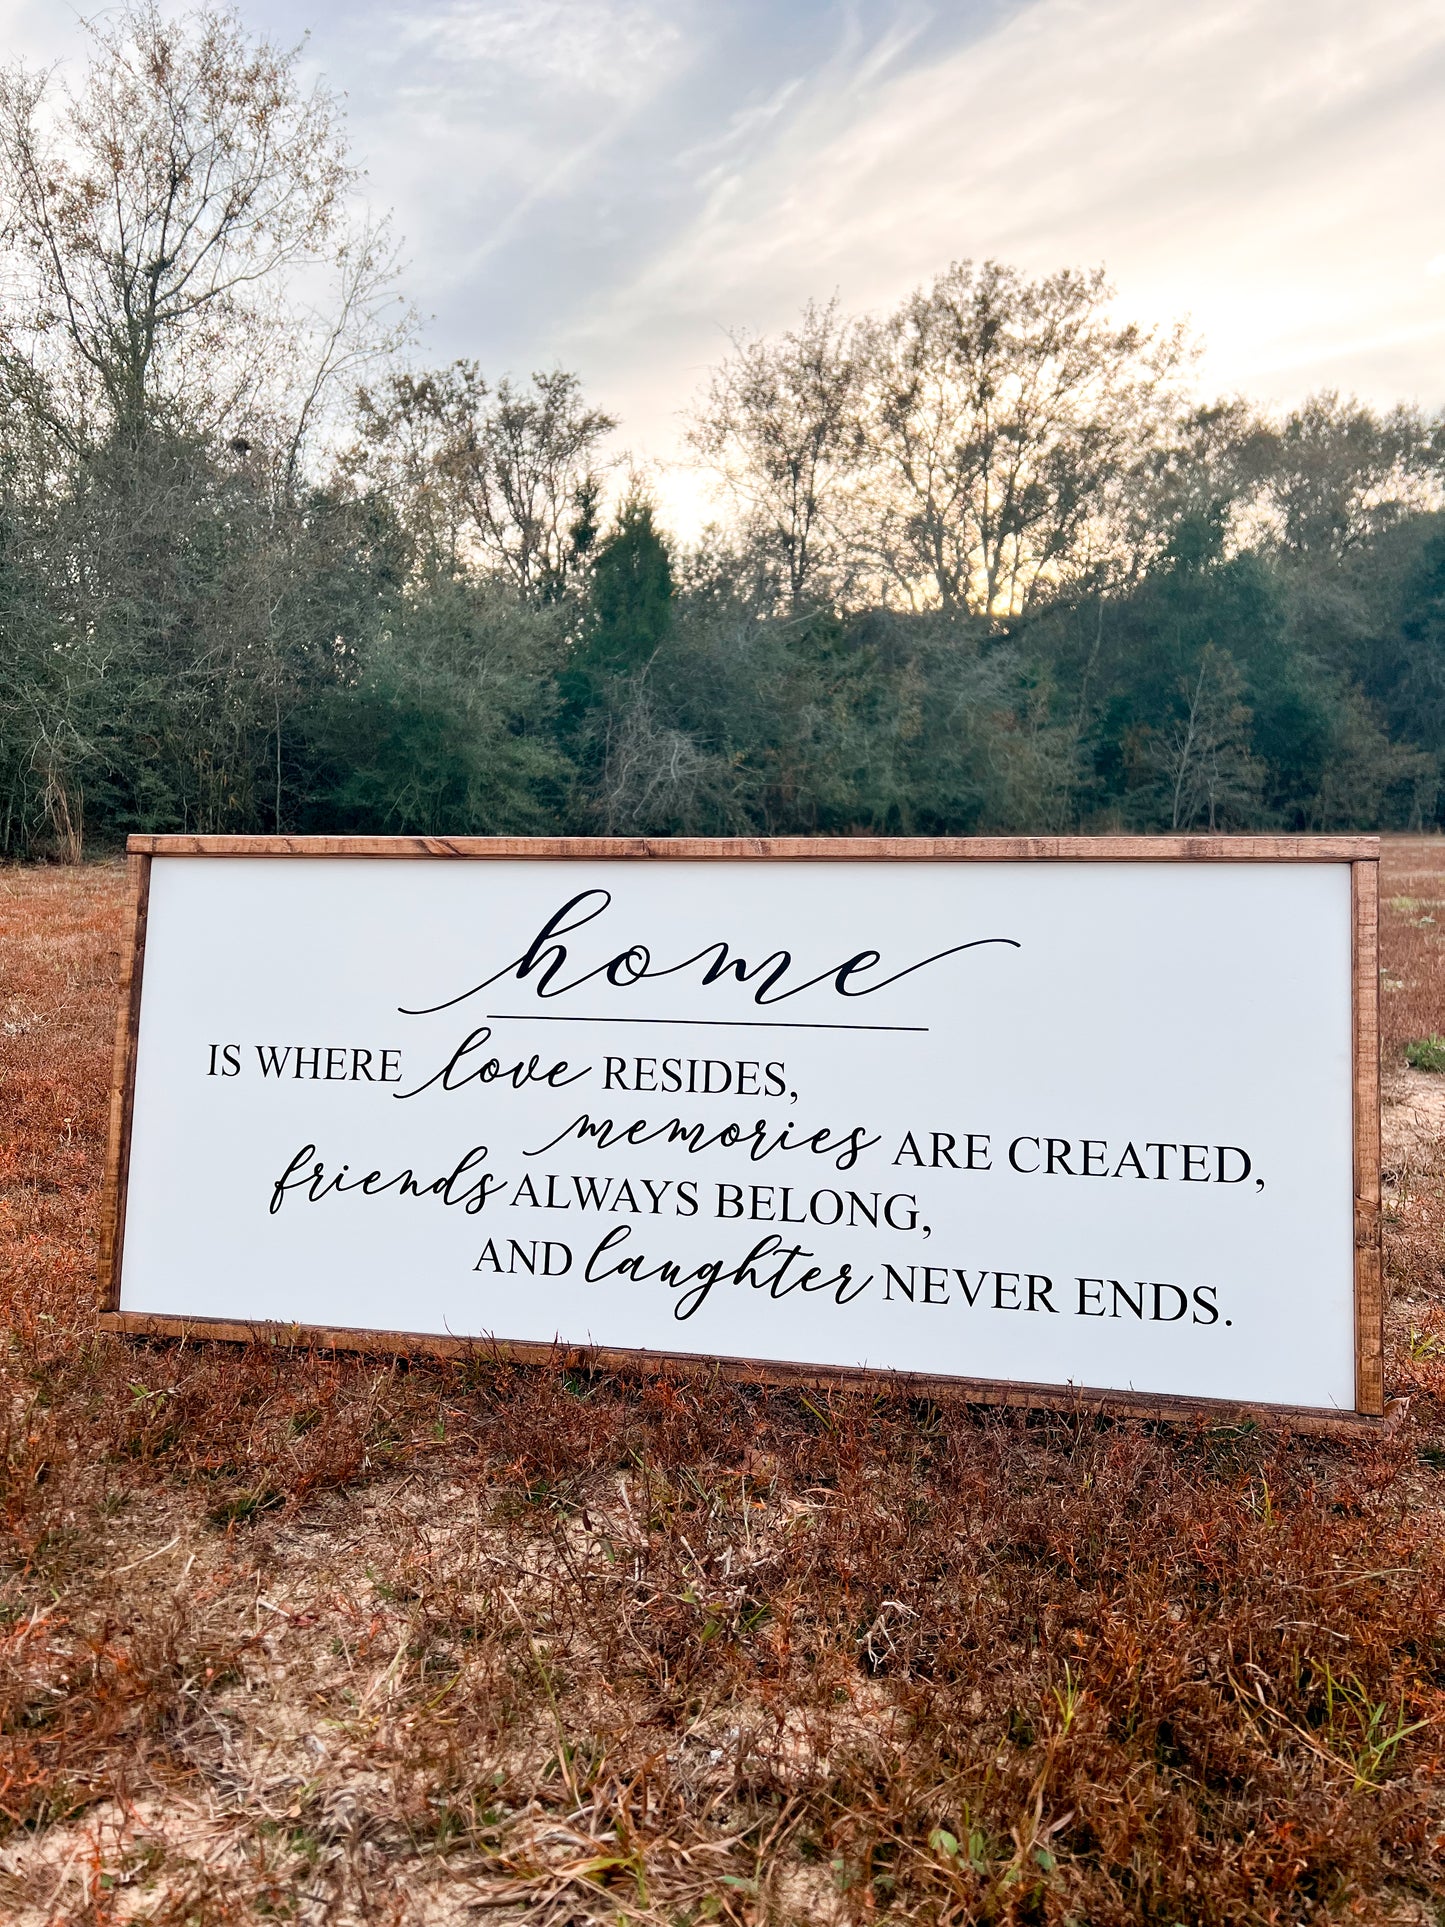 home
IS WHERE love RESIDES,
memories ARE CREATED,
friends ALWAYS BELONG,
AND laughter NEVER ENDS.